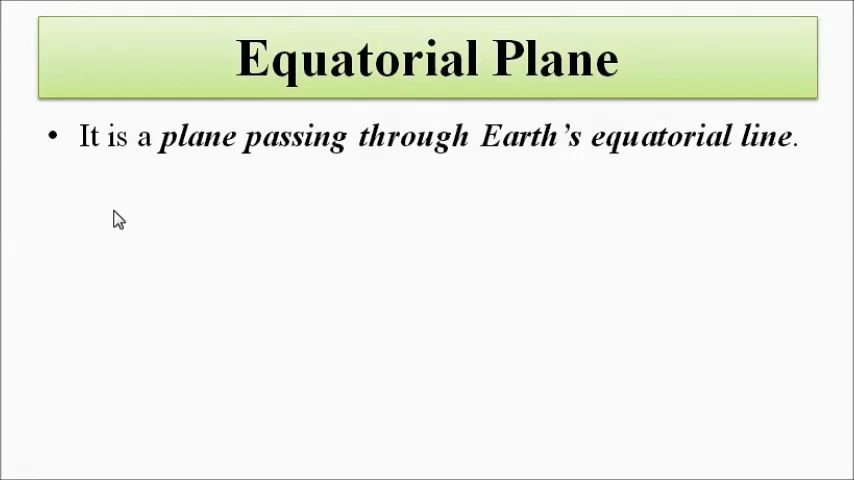 Equatorial Plane
• It is a plane passing through Earth’s equatorial line.